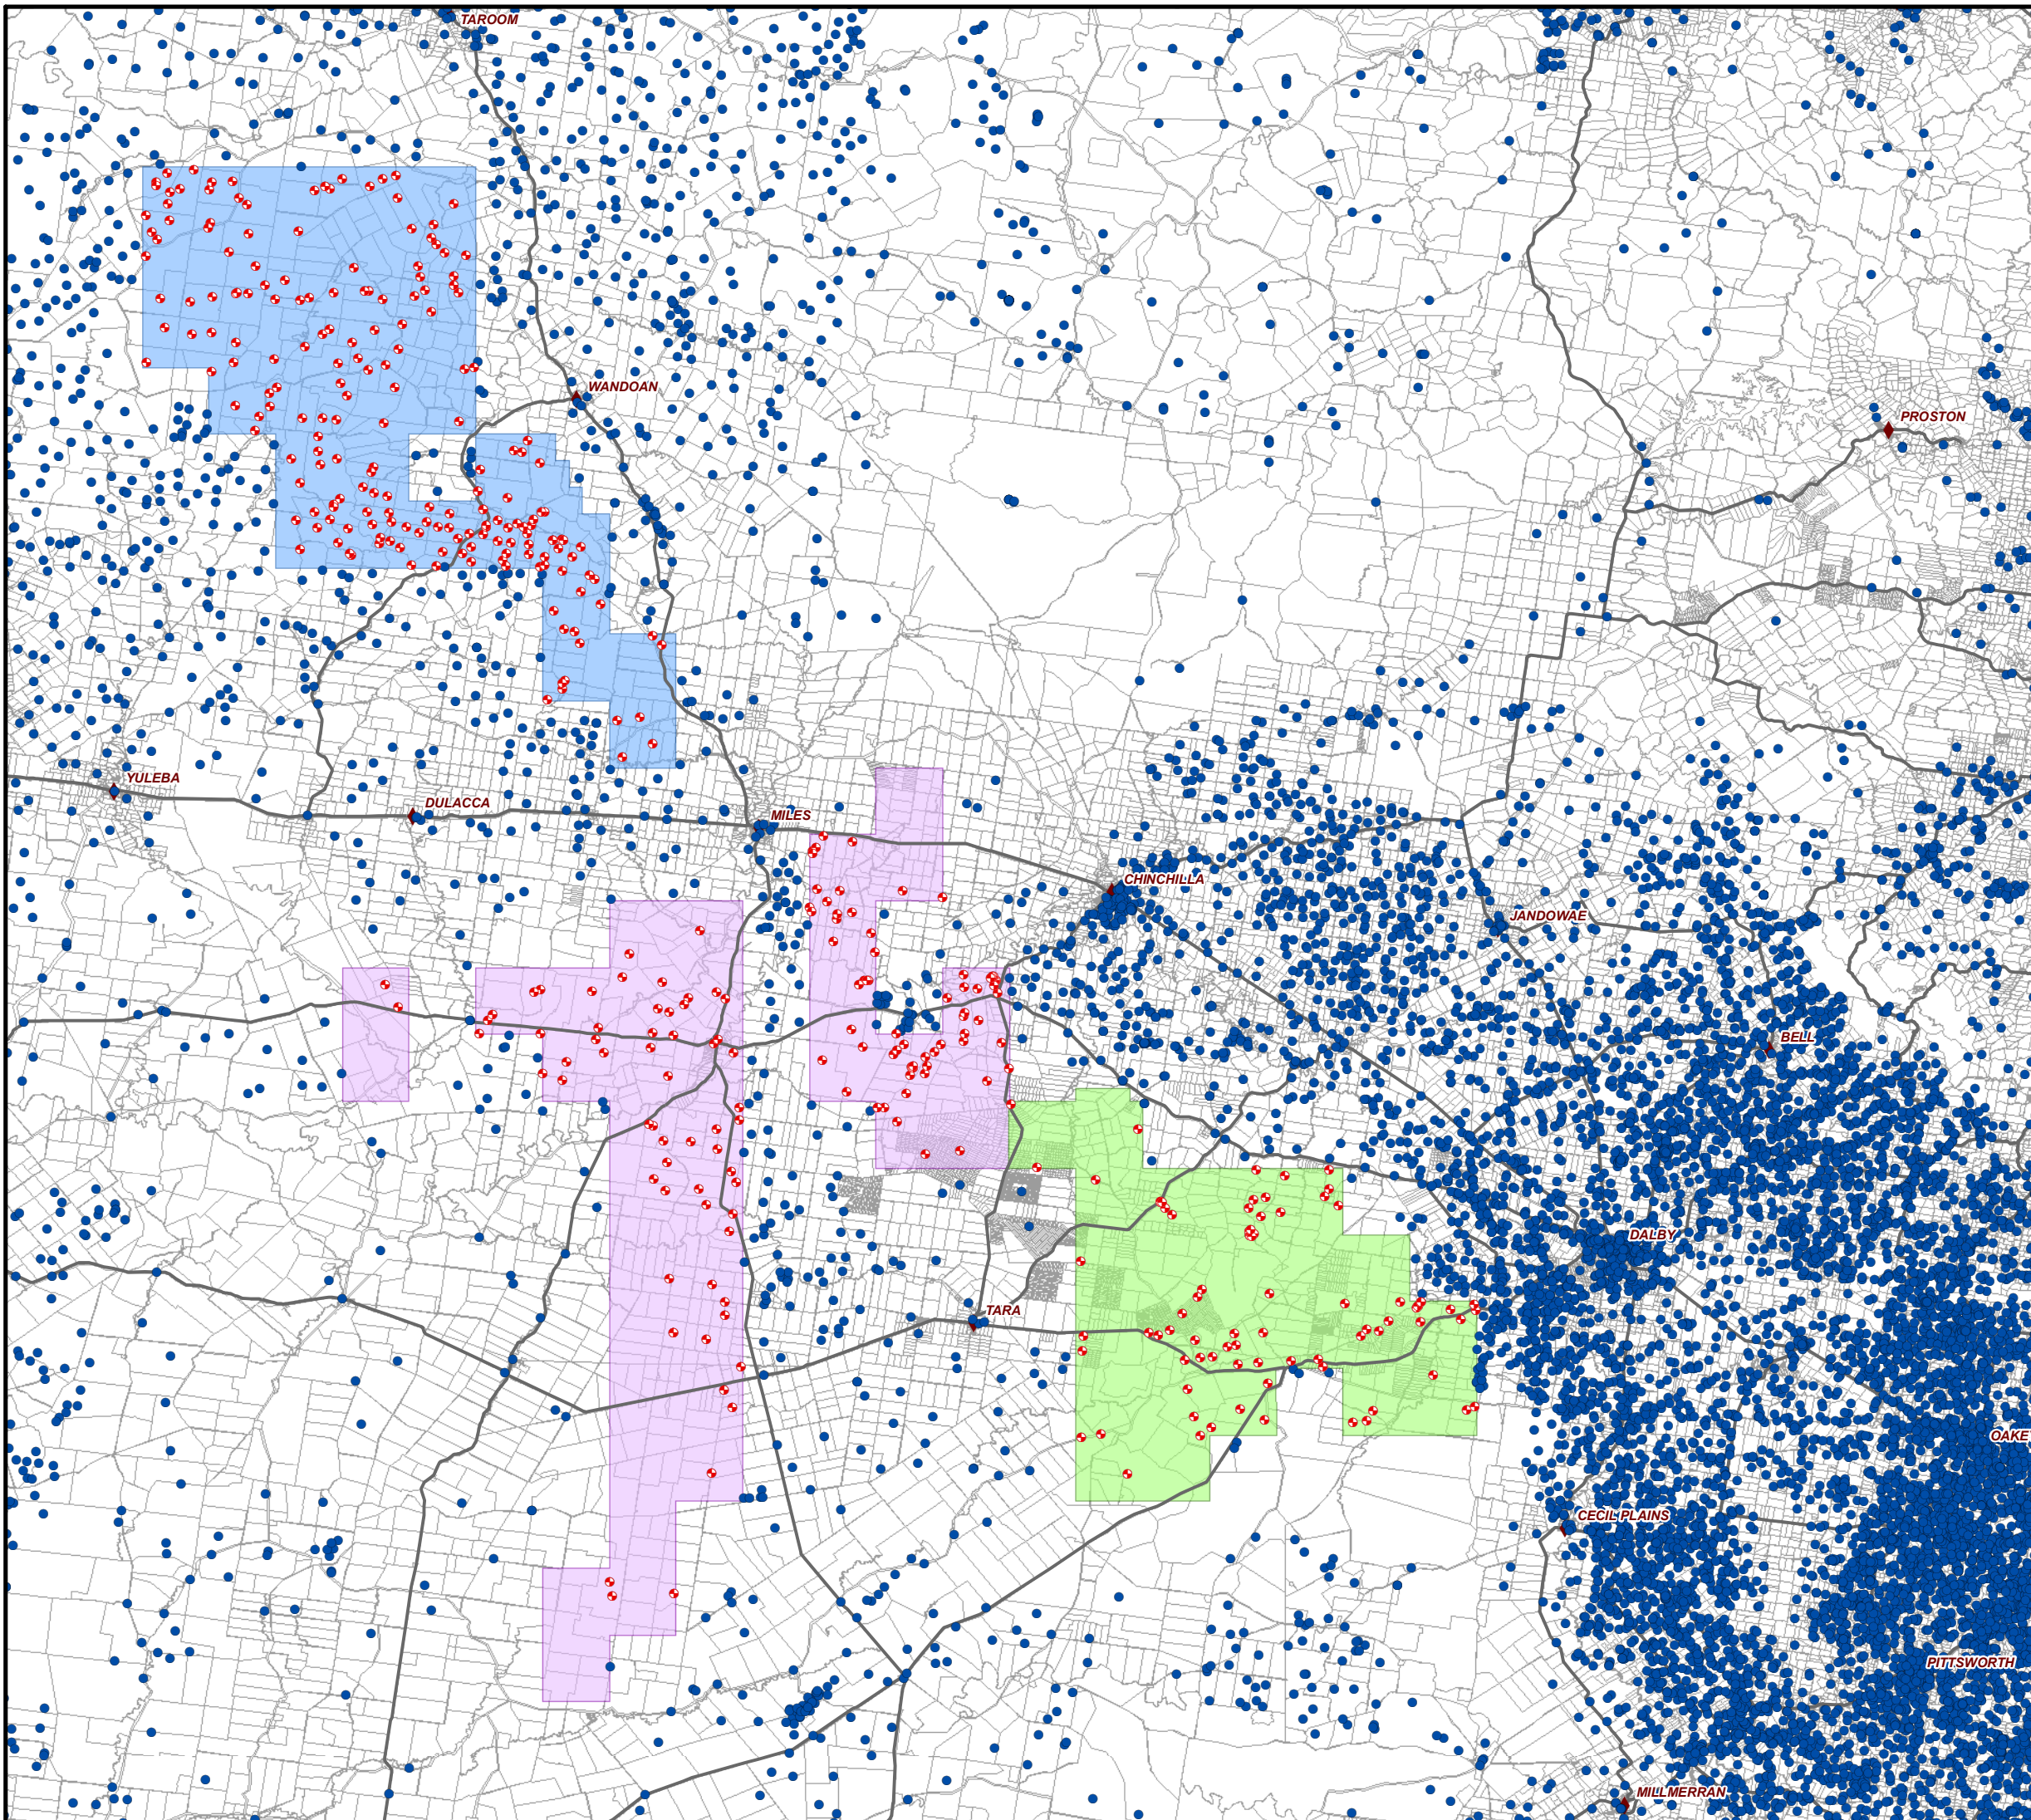 TAROOM
WANDOAN
PROSTON
YULEBA
DULACCA
MILES
CHINCHILLA
JANDOWAE
BELL
DALBY
TARA
OAKE
CECIL PLAINS
PITTSWORTH
MILLMERRAN